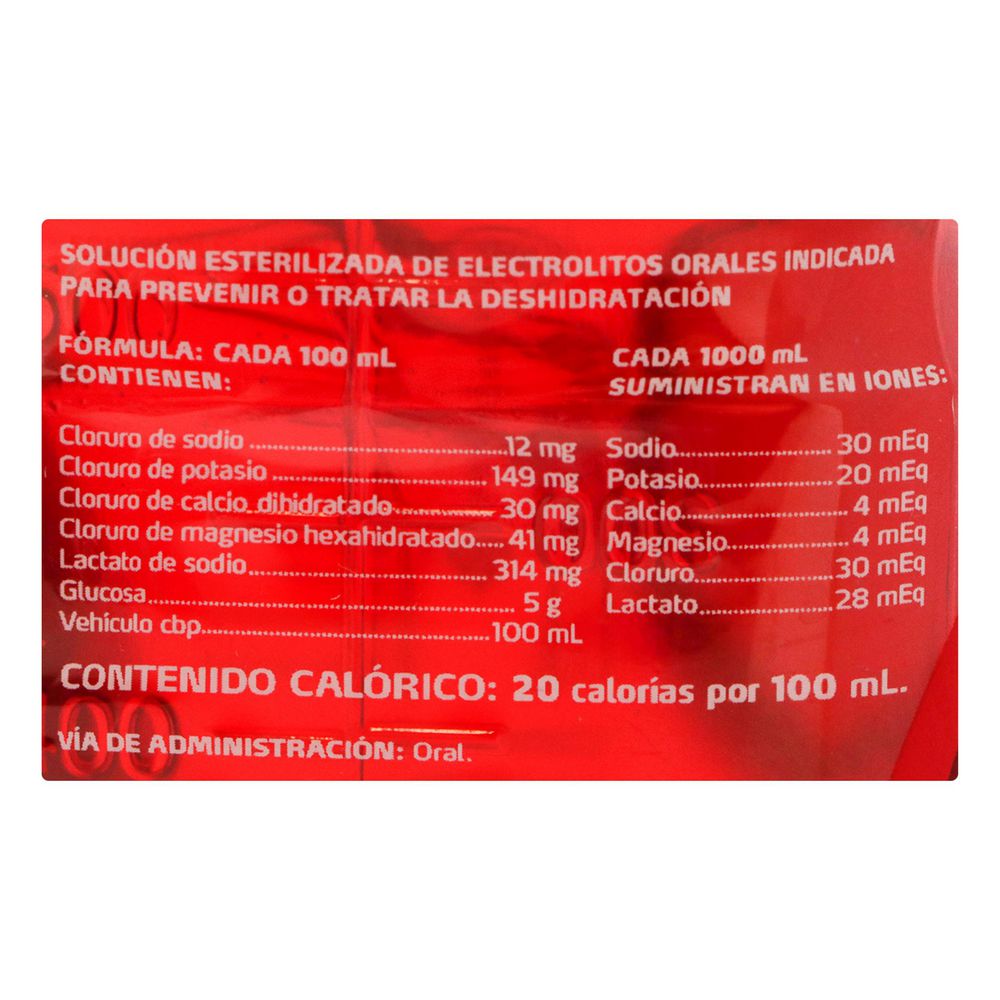 SOLUCIÓN ESTERILIZADA DE ELECTROLITOS ORALES INDICADA
PARA PREVENIR O TRATAR LA DESHIDRATACIÓN
FÓRMULA: CADA 100 mL
CONTIENEN:
Cloruro de sodio 12 mg
Cloruro de potasio 149 mg
Cloruro de calcio dihidratado 30 mg
Cloruro de magnesio hexahidratado 41 mg
Lactato de sodio 314 mg
Glucosa 5 g
Vehículo cbp 100 mL
CADA 1000 mL
SUMINISTRAN EN IONES:
Sodio 30 mEq
Potasio 20 mEq
Calcio 4 mEq
Magnesio 4 mEq
Cloruro 30 mEq
Lactato 28 mEq
CONTENIDO CALÓRICO: 20 calorías por 100 mL.
VÍA DE ADMINISTRACIÓN: Oral.